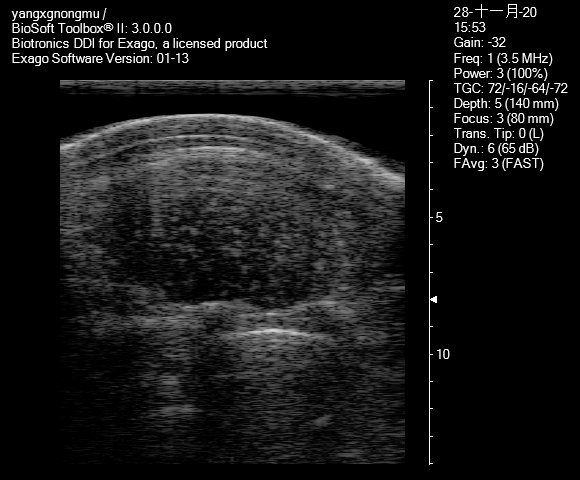 yangxgnongmu /
BioSoft Toolbox® II: 3.0.0.0
Biotronics DDI for Exago, a licensed product
Exago Software Version: 01-13
28-十一月-20
15:53
Gain: -32
Freq: 1 (3.5 MHz)
Power: 3 (100%)
TGC: 72/-16/-64/-72
Depth: 5 (140 mm)
Focus: 3 (80 mm)
Trans. Tip: 0 (L)
Dyn.: 6 (65 dB)
FAvg: 3 (FAST)
5
10